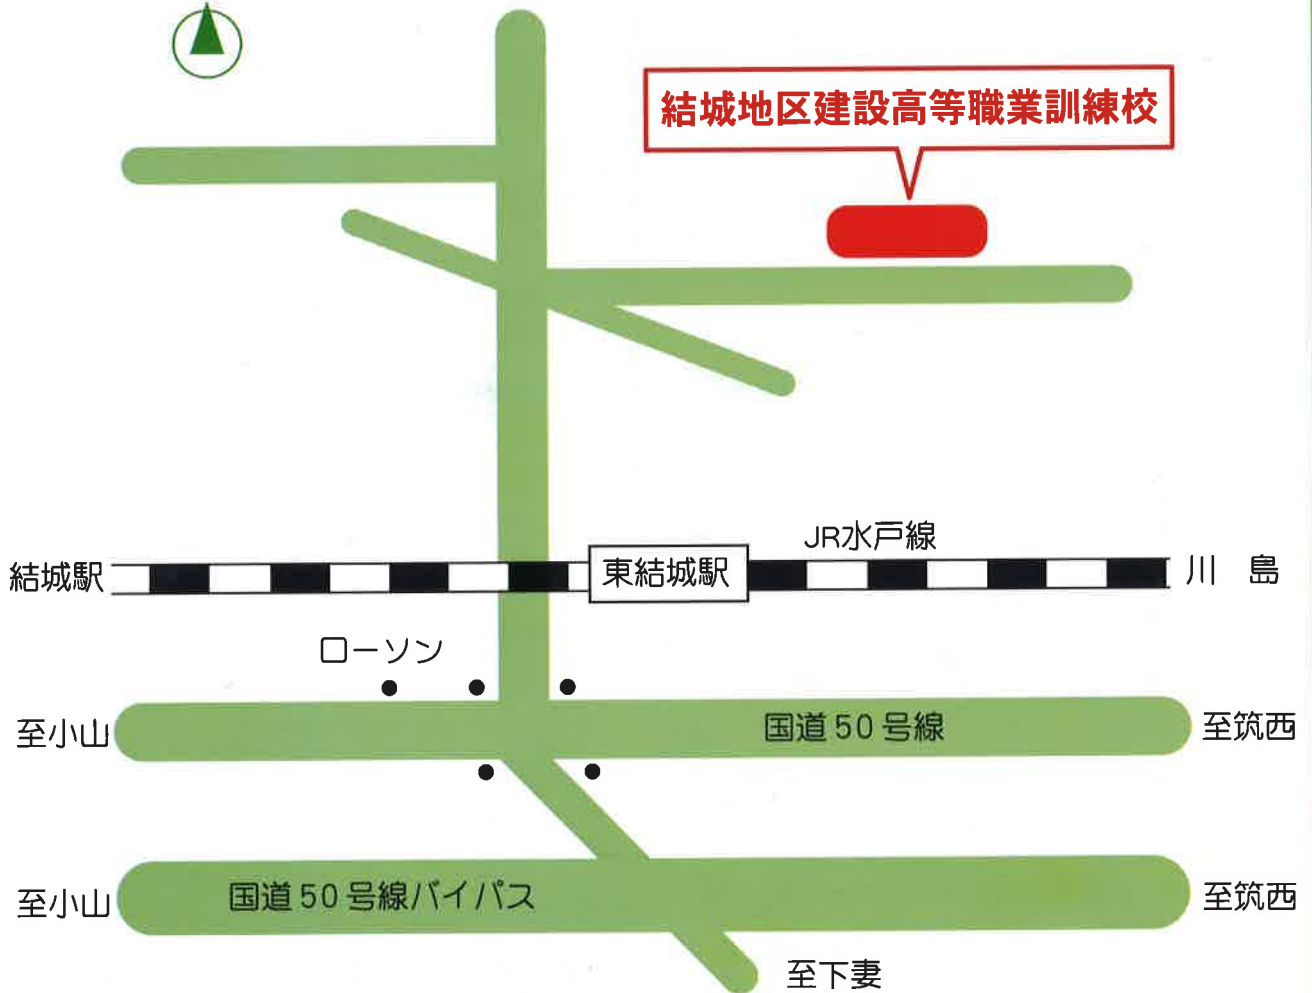 結城地区建設高等職業訓練校
JR水戸線
結城駅
東結城駅
川 島
ローソン
至小山
国道50号線
至筑西
至小山
国道50号線バイパス
至筑西
至下妻